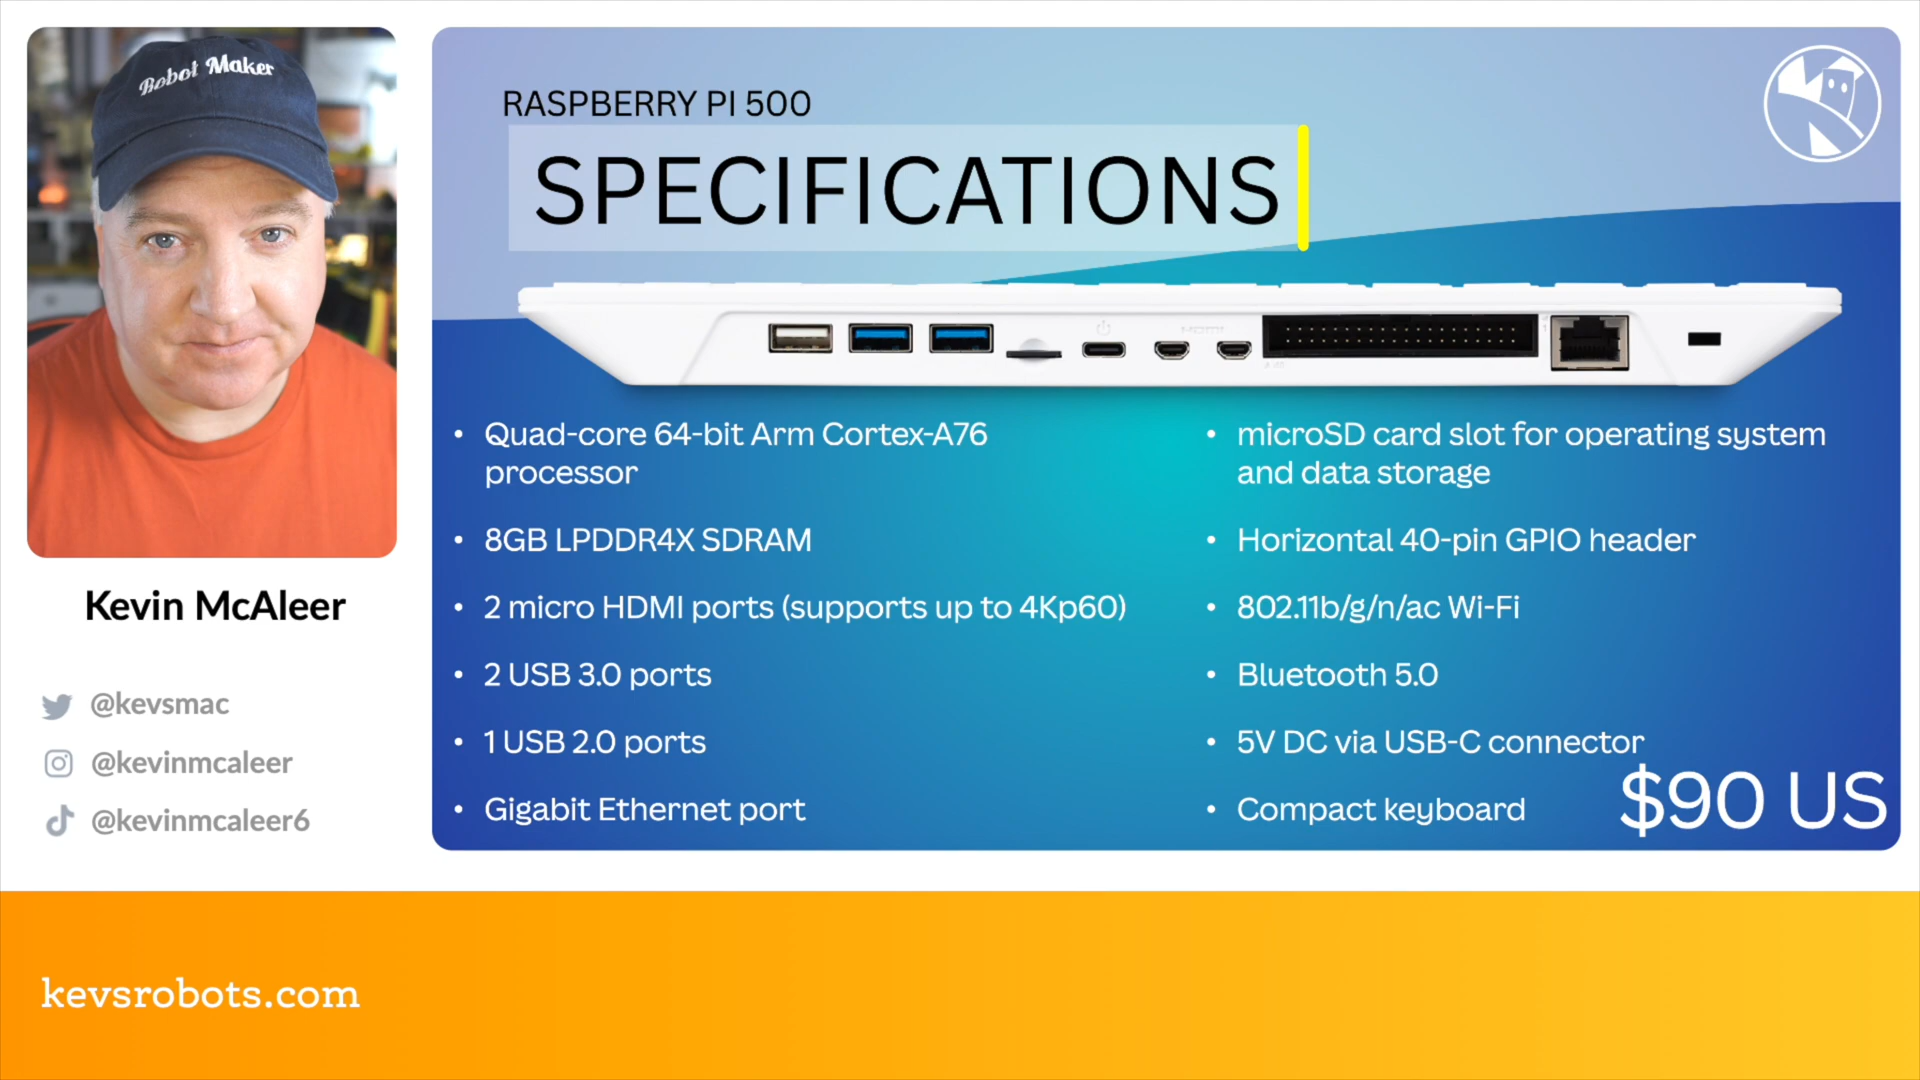 Robot Maker
Kevin McAleer
@kevsmac
@kevinmcaleer
@kevinmcaleer6
RASPBERRY PI 500
SPECIFICATIONS
HDMI
• Quad-core 64-bit Arm Cortex-A76
processor
• 8GB LPDDR4X SDRAM
• 2 micro HDMI ports (supports up to 4Kp60)
• 2 USB 3.0 ports
• 1 USB 2.0 ports
• Gigabit Ethernet port
• microSD card slot for operating system
and data storage
• Horizontal 40-pin GPIO header
• 802.11b/g/n/ac Wi-Fi
• Bluetooth 5.0
• 5V DC via USB-C connector
• Compact keyboard
$90 US
kevsrobots.com